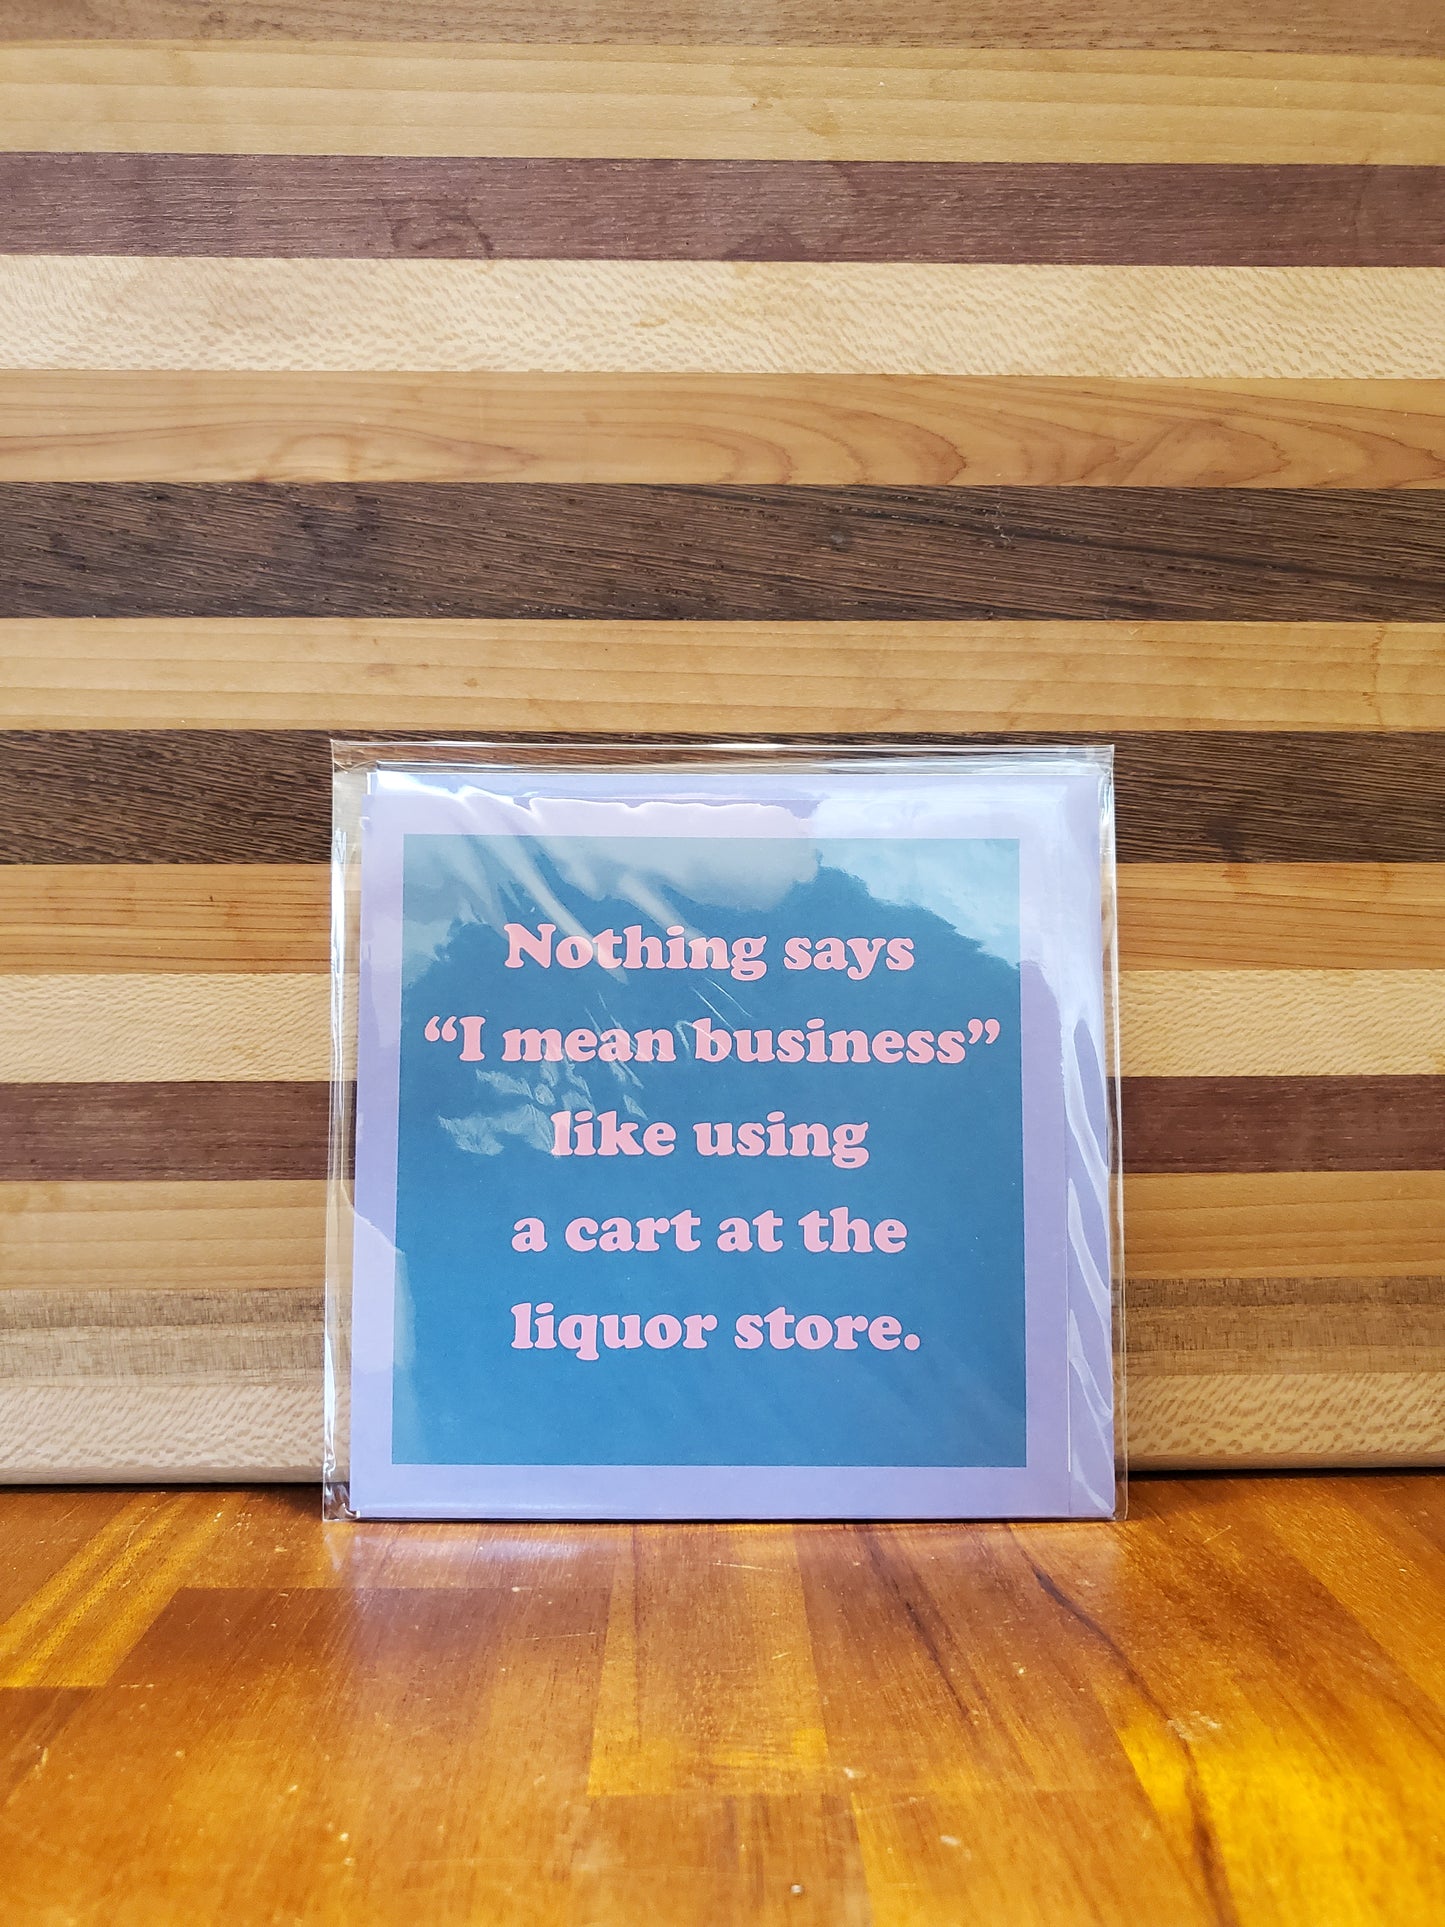 Nothing says
“I mean business”
like using
a cart at the
liquor store.